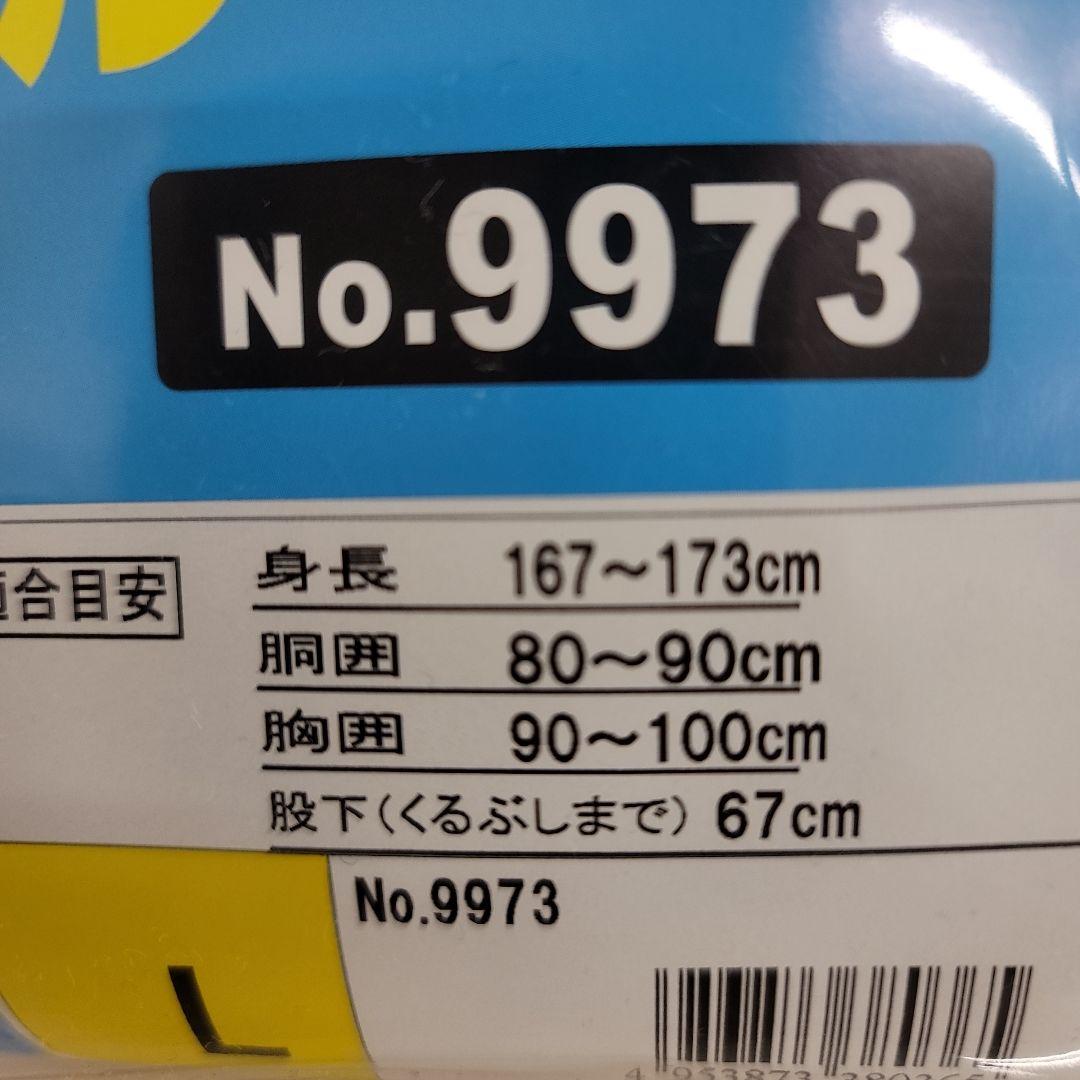 No.9973
適合目安
身長 167～173cm
胴囲 80～90cm
胸囲 90～100cm
股下(くるぶしまで) 67cm
No.9973
L